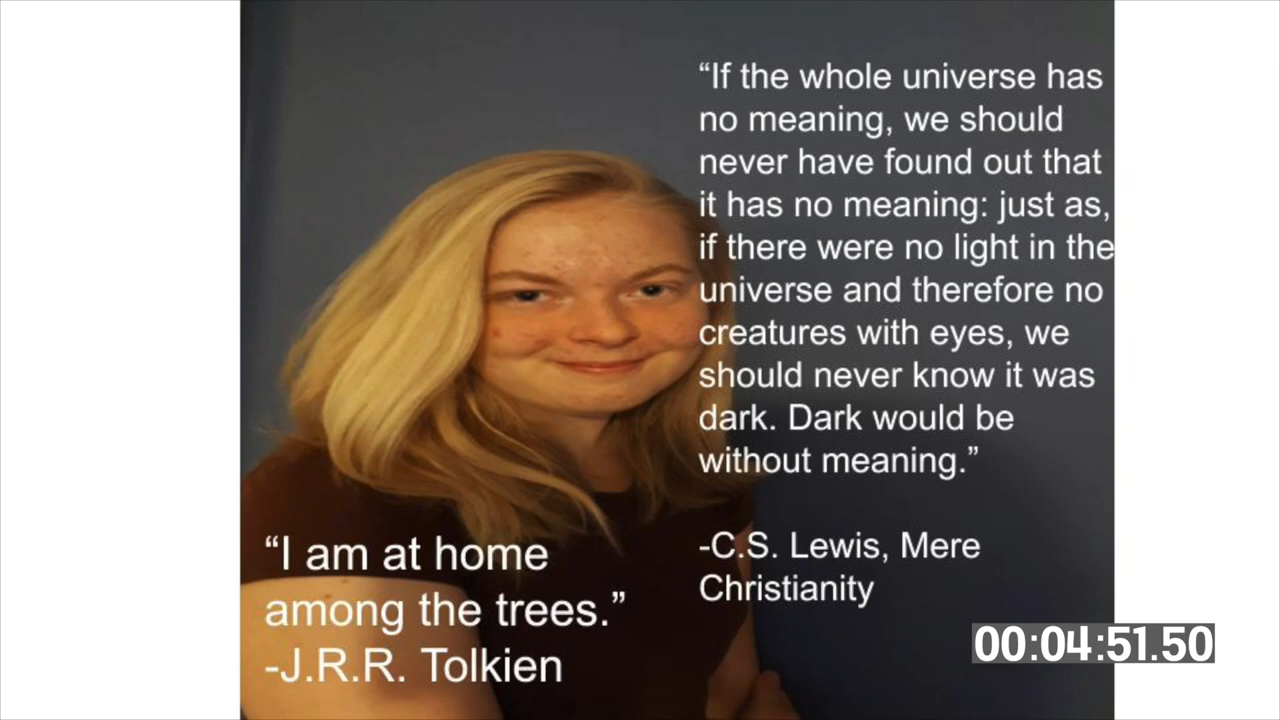 “If the whole universe has
no meaning, we should
never have found out that
it has no meaning: just as,
if there were no light in the
universe and therefore no
creatures with eyes, we
should never know it was
dark. Dark would be
without meaning.”
-C.S. Lewis, Mere
Christianity
“I am at home
among the trees.”
-J.R.R. Tolkien
00:04:51.50